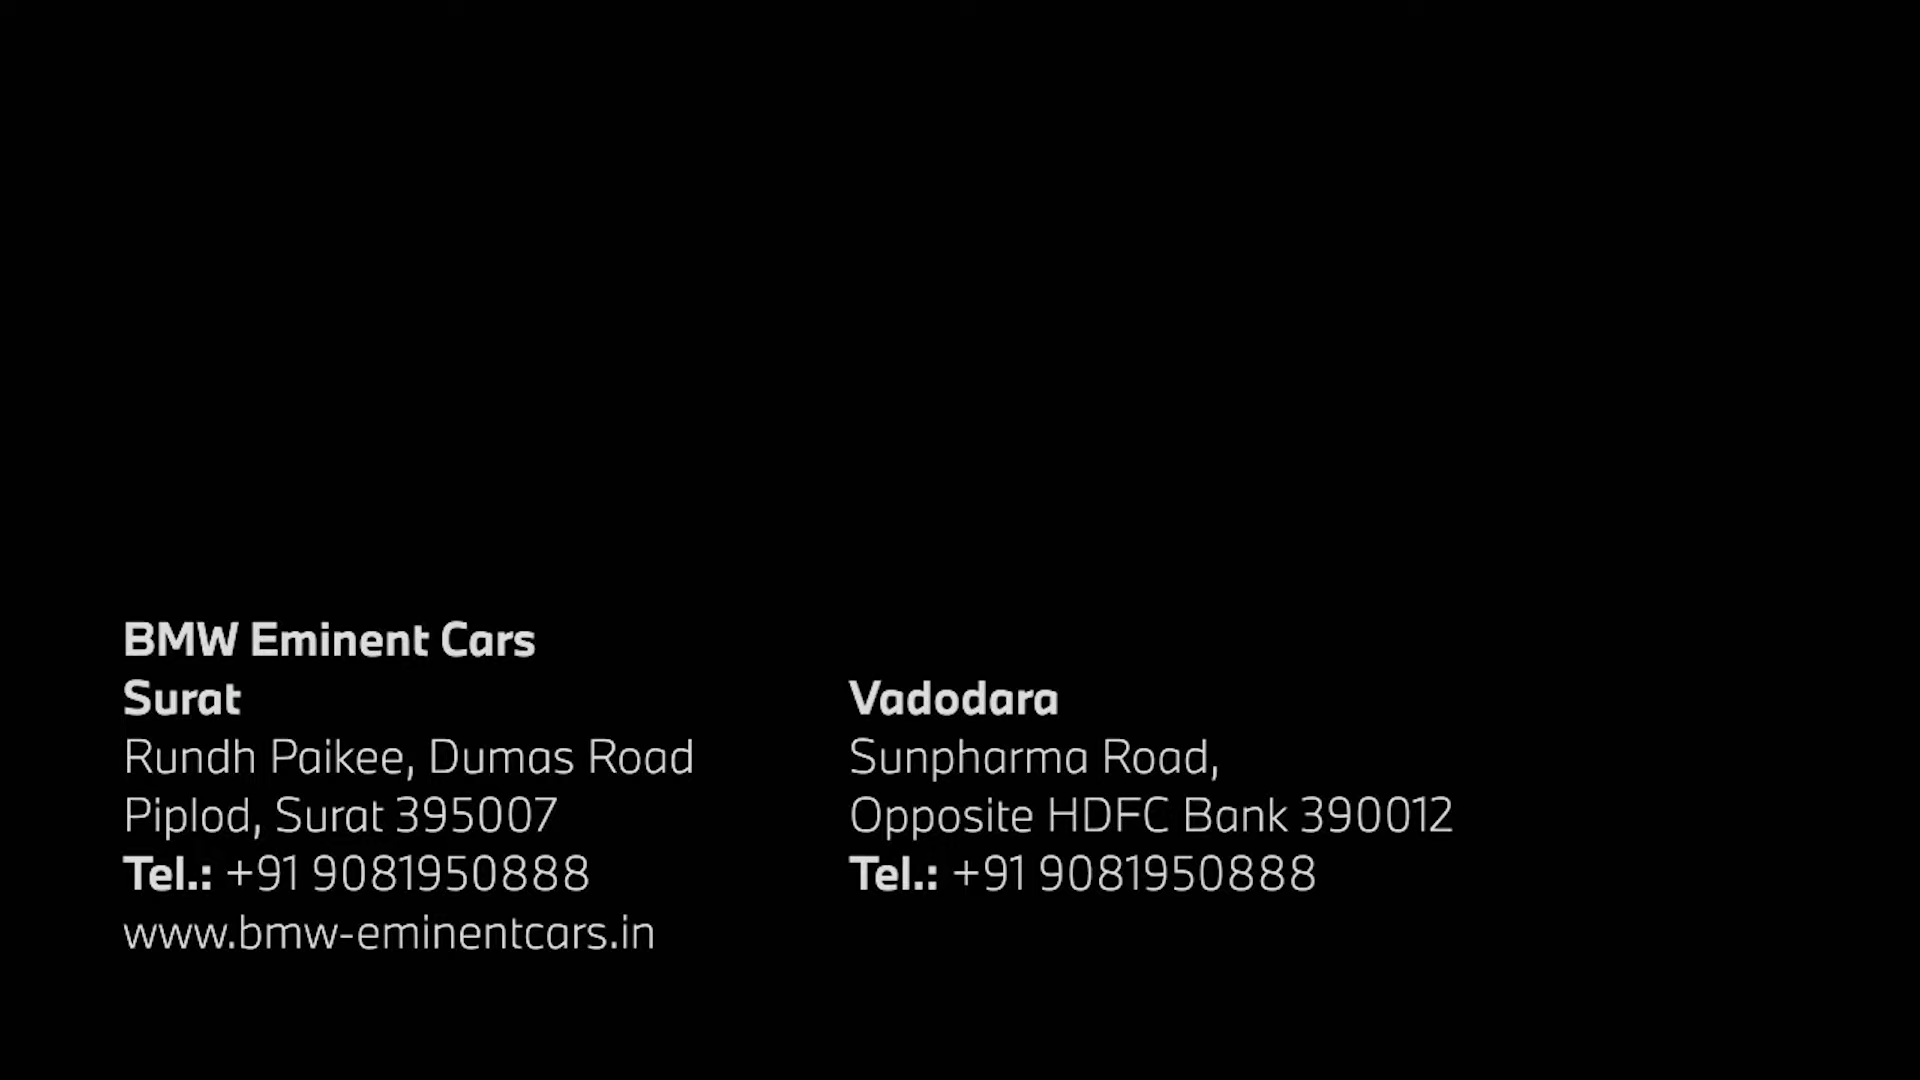 BMW Eminent Cars
Surat
Rundh Paikee, Dumas Road
Piplod, Surat 395007
Tel.: +91 9081950888
www.bmw-eminentcars.in
Vadodara
Sunpharma Road,
Opposite HDFC Bank 390012
Tel.: +91 9081950888